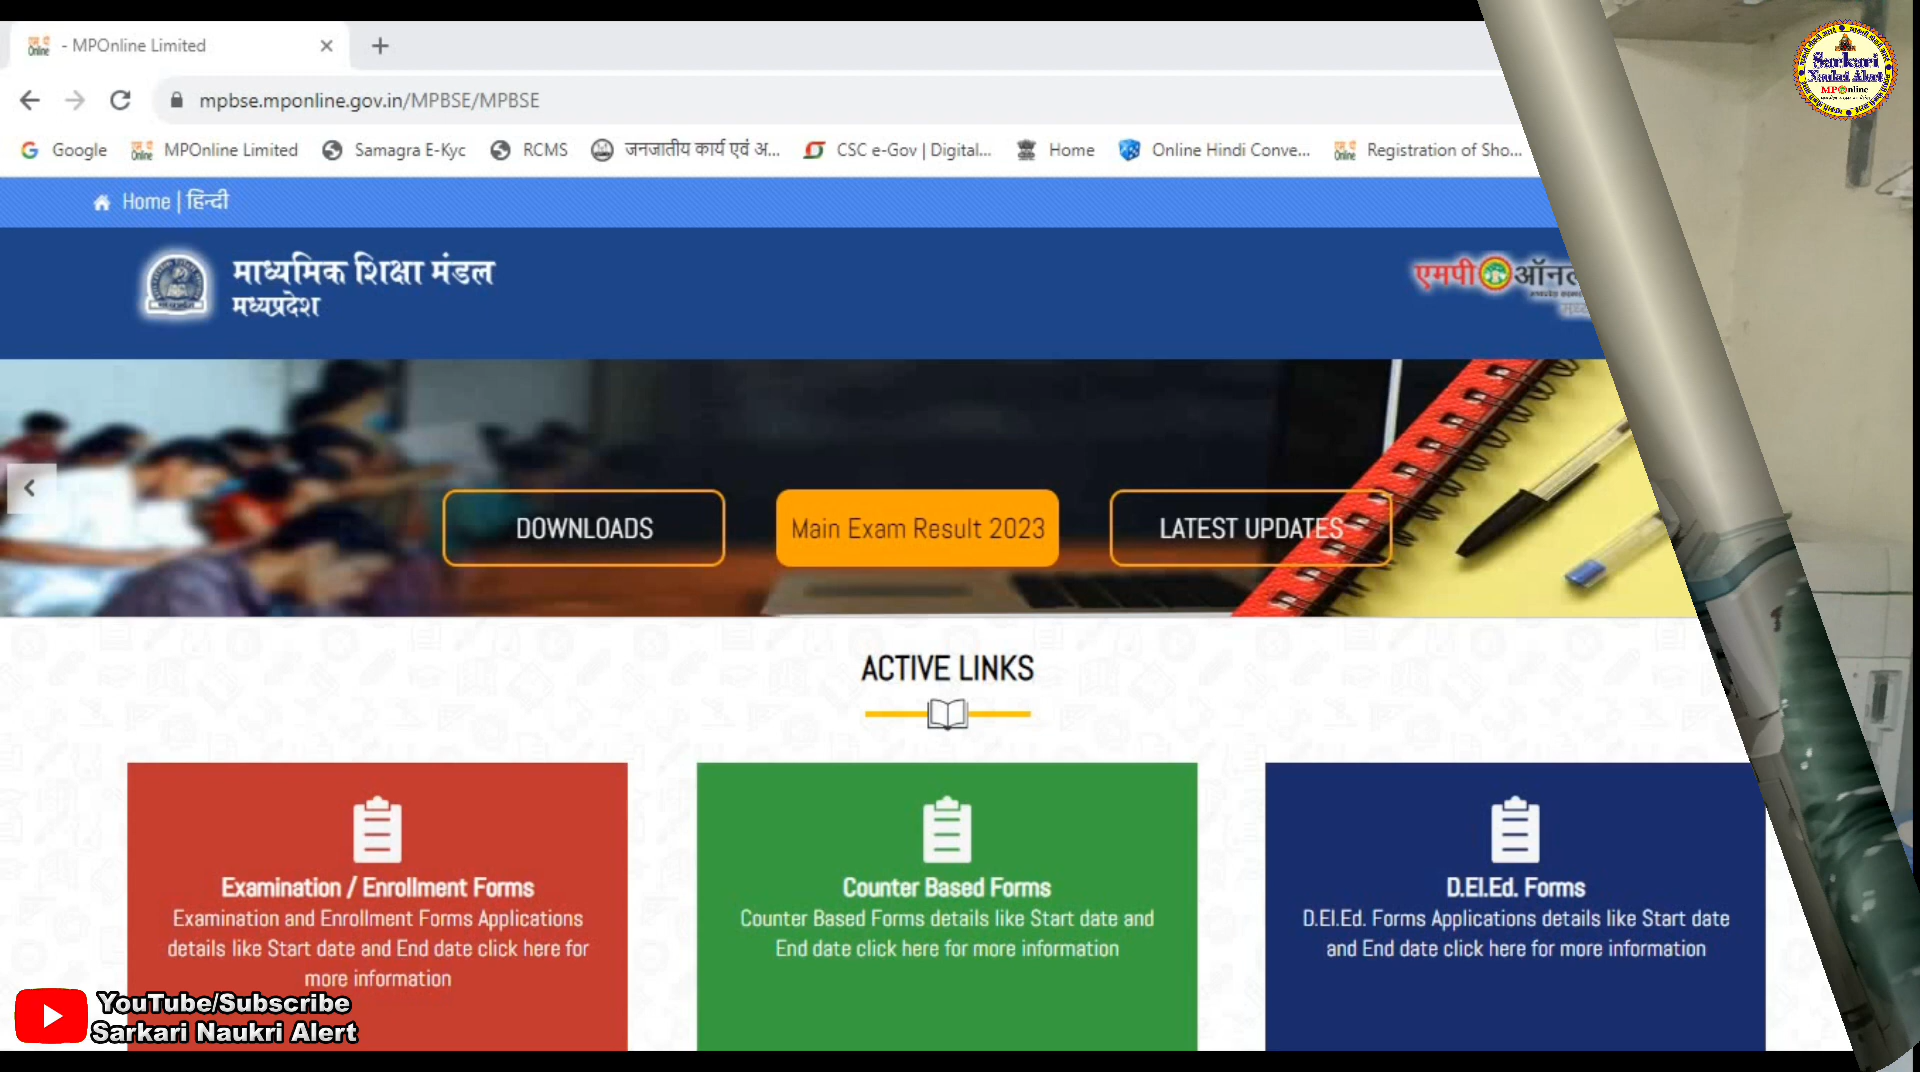 - MPOnline Limited
mpbse.mponline.gov.in/MPBSE/MPBSE
Google MPOnline Limited Samagra E-Kyc RCMS जनजातीय कार्य एवं अ... CSC e-Gov | Digital... Home Online Hindi Conve... Registration of Sho...
Home | हिन्दी
माध्यमिक शिक्षा मंडल
मध्यप्रदेश
एमपी ऑनल
DOWNLOADS
Main Exam Result 2023
LATEST UPDATES
ACTIVE LINKS
Examination / Enrollment Forms
Examination and Enrollment Forms Applications
details like Start date and End date click here for
more information
Counter Based Forms
Counter Based Forms details like Start date and
End date click here for more information
D.El.Ed. Forms
D.El.Ed. Forms Applications details like Start date
and End date click here for more information
YouTube/Subscribe
Sarkari Naukri Alert
Sarkari
Naukri Alert
MPOnline